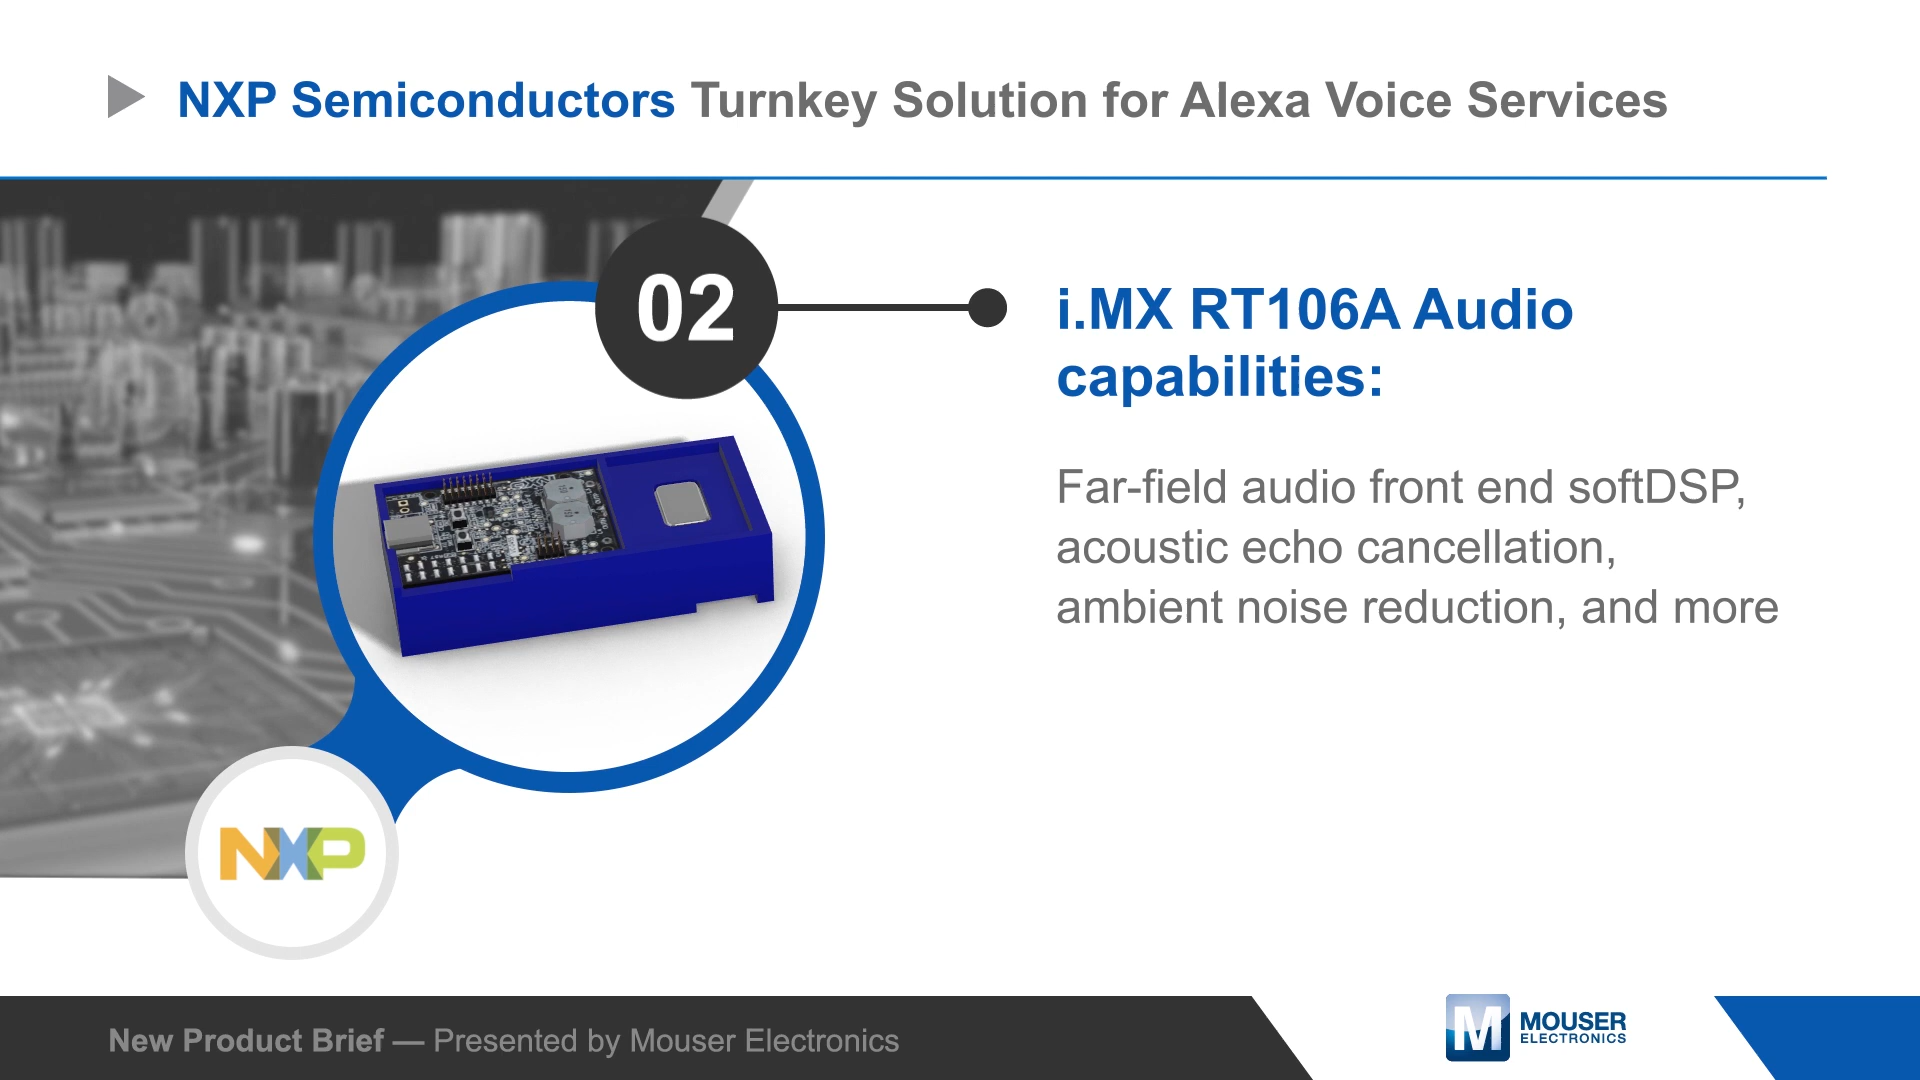 NXP Semiconductors Turnkey Solution for Alexa Voice Services
02
i.MX RT106A Audio
capabilities:
Far-field audio front end softDSP,
acoustic echo cancellation,
ambient noise reduction, and more
NXP
New Product Brief — Presented by Mouser Electronics
M
MOUSER
ELECTRONICS